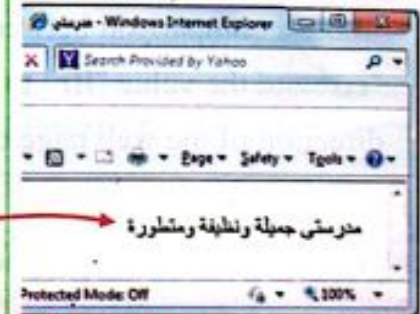 مدرستي - Windows Internet Explorer
Search Provided by Yahoo
Page Safety Tools
مدرستي جميلة ونظيفة ومتطورة
Protected Mode: Off 100%